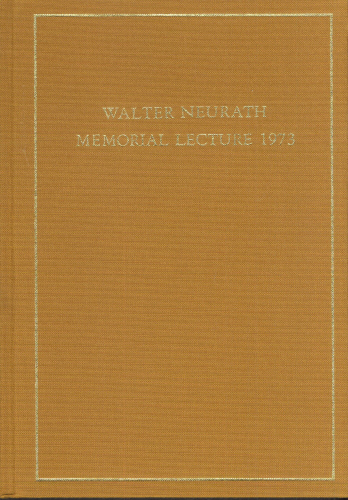 WALTER NEURATH
MEMORIAL LECTURE 1973